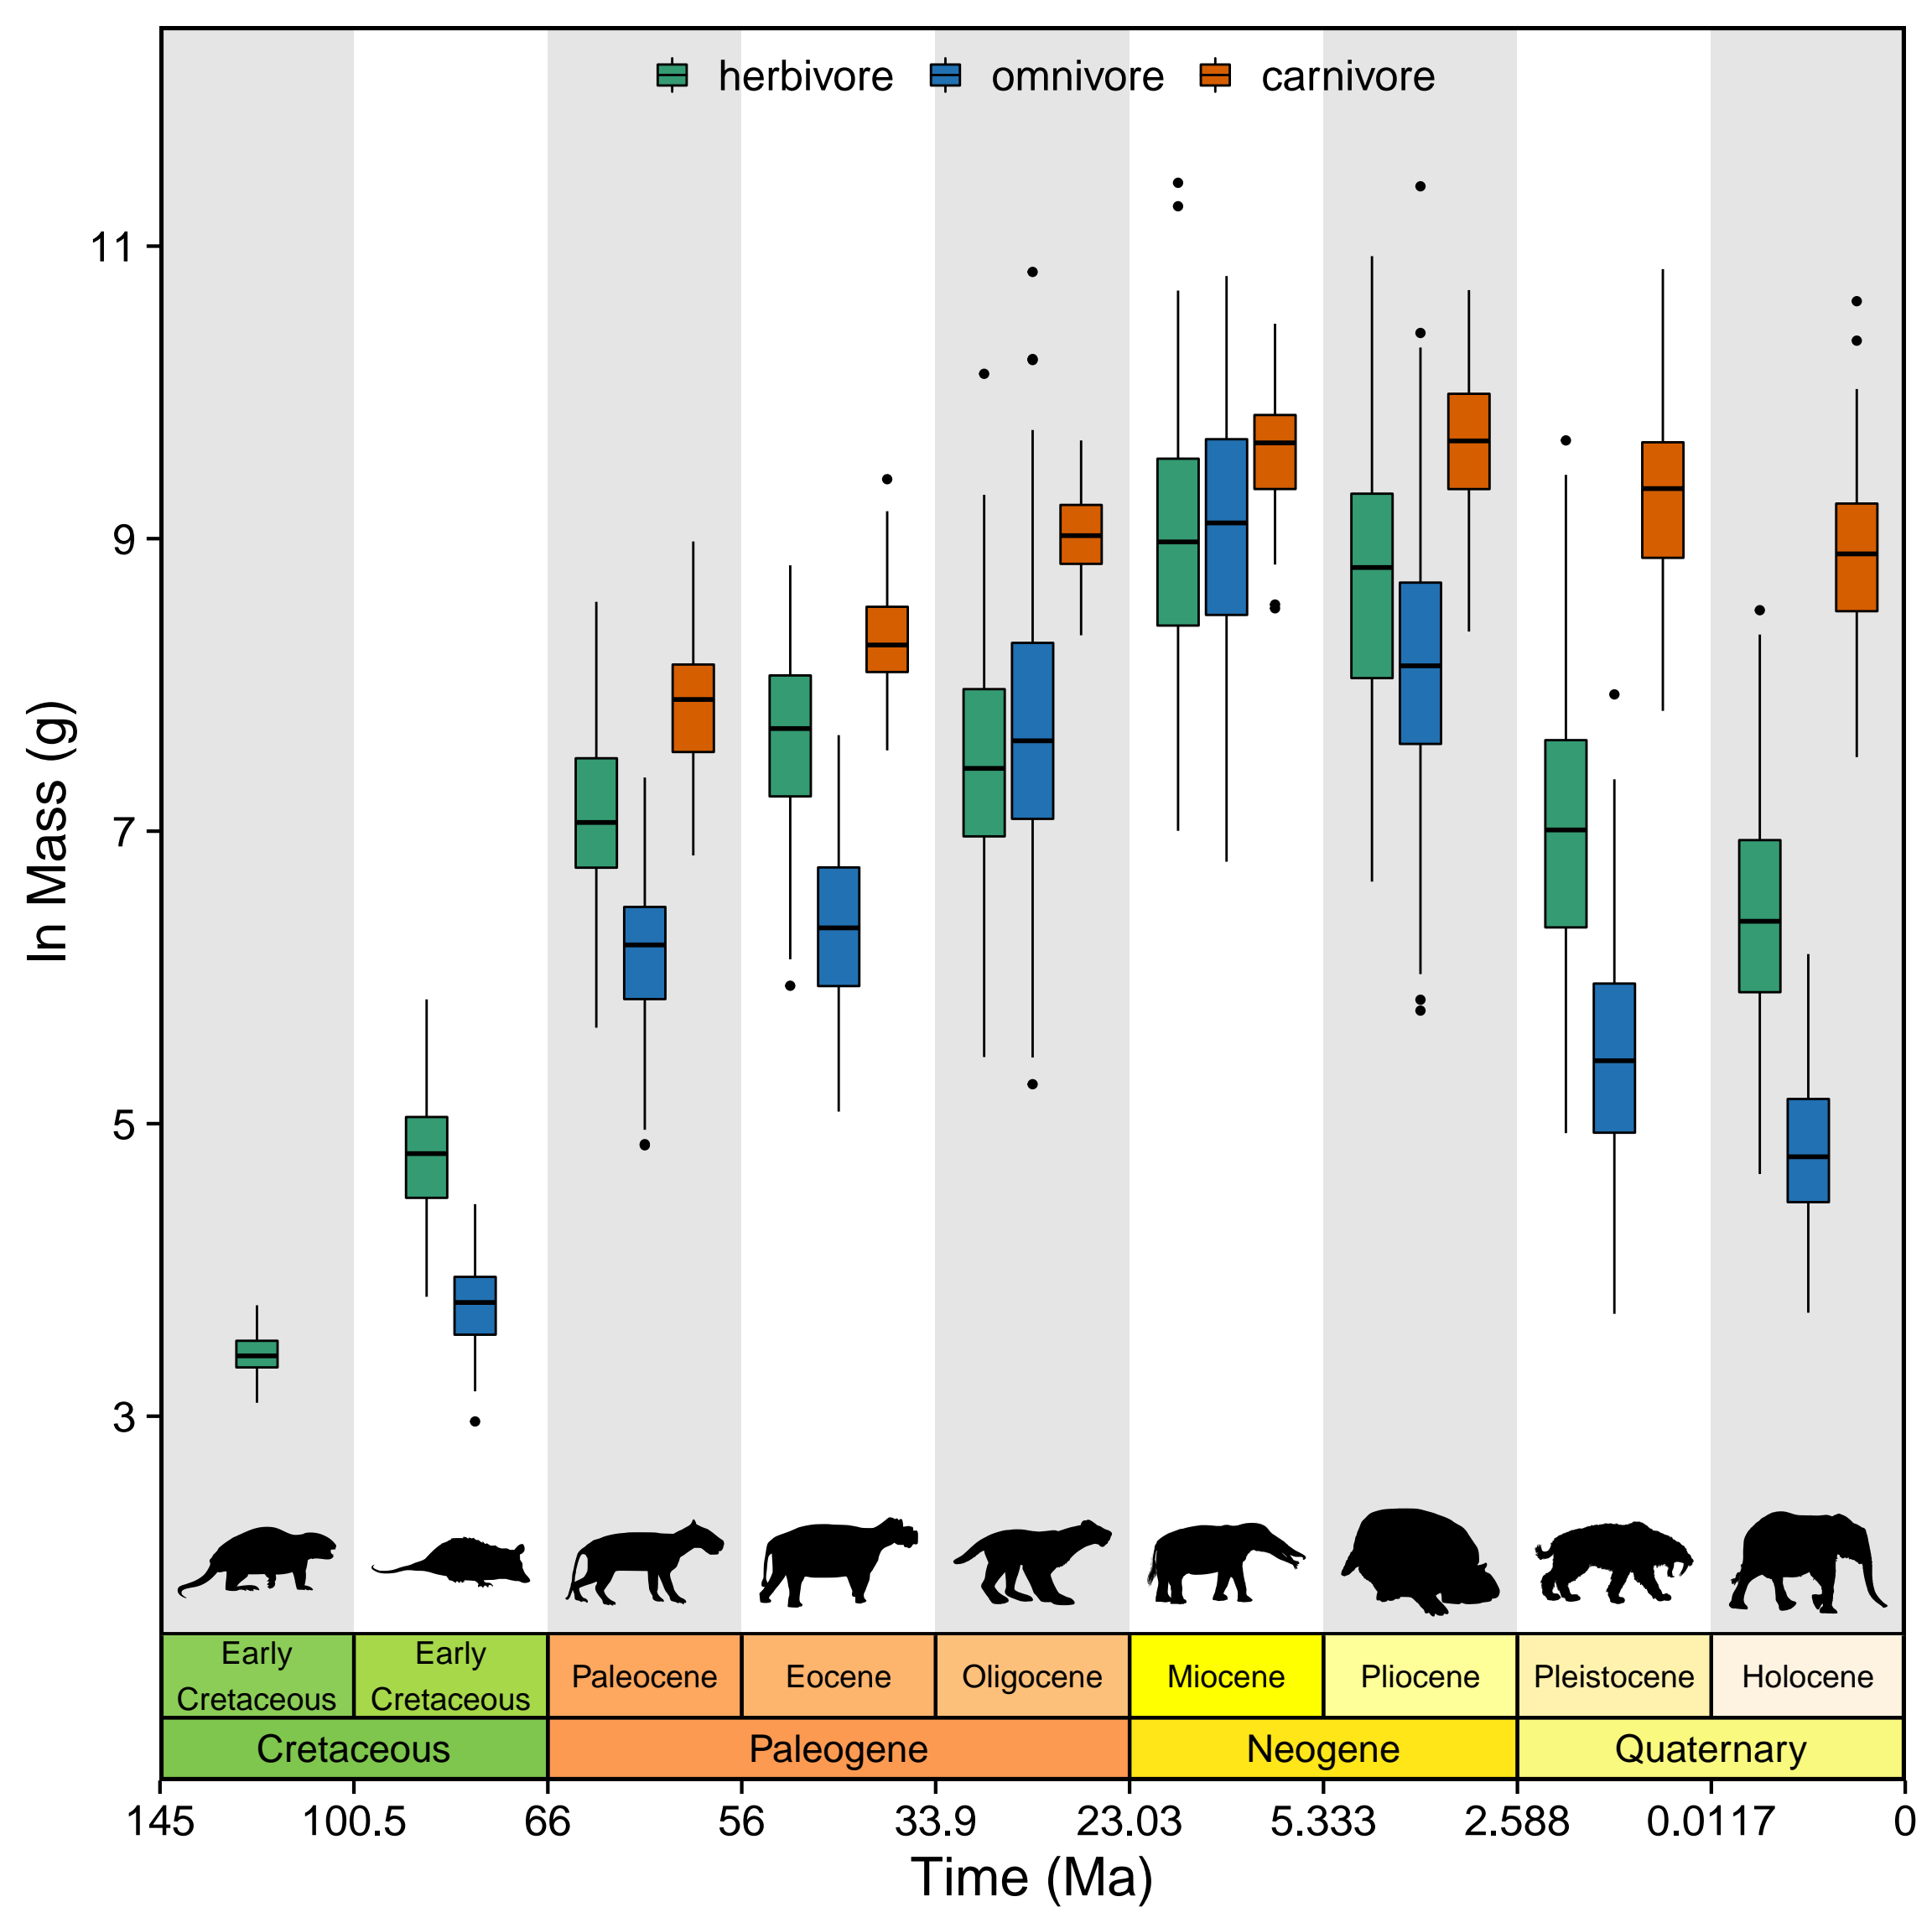 herbivore omnivore carnivore
11
9
7
5
3
ln Mass (g)
Early Cretaceous
Early Cretaceous
Paleocene
Eocene
Oligocene
Miocene
Pliocene
Pleistocene
Holocene
Cretaceous
Paleogene
Neogene
Quaternary
145 100.5 66 56 33.9 23.03 5.333 2.588 0.0117 0
Time (Ma)